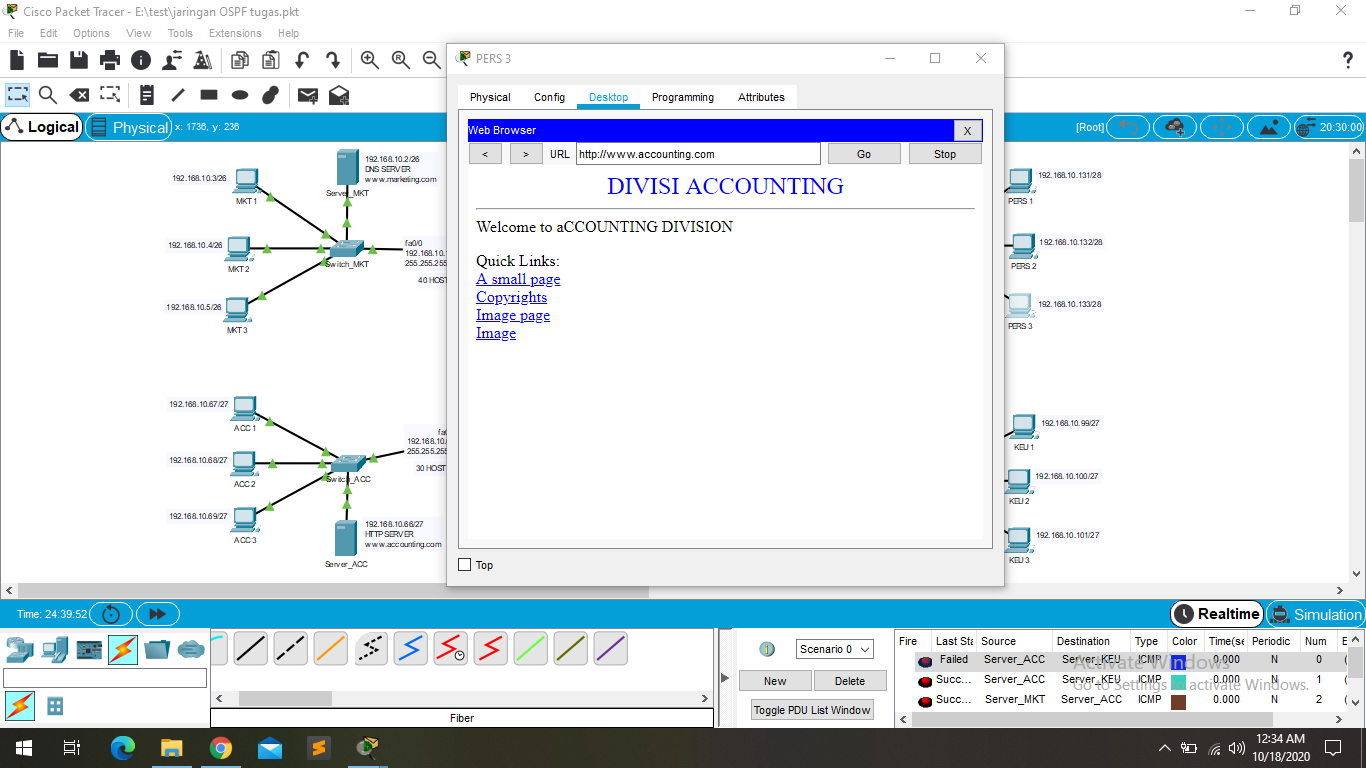 Cisco Packet Tracer - E:\test\jaringan OSPF tugas.pkt
File Edit Options View Tools Extensions Help
Logical
Physical
x: 1736, y: 236
[Root]
20:30:00
192.168.10.3/26
MKT 1
192.168.10.2/26
DNS SERVER
www.marketing.com
Server_MKT
192.168.10.4/26
MKT 2
Switch_MKT
fa0/0
192.168.10.
255.255.255
40 HOST
192.168.10.5/26
MKT 3
192.168.10.67/27
ACC 1
192.168.10.68/27
ACC 2
Switch_ACC
192.168.10.
255.255.255
30 HOST
192.168.10.69/27
ACC 3
192.168.10.66/27
HTTP SERVER
www.accounting.com
Server_ACC
PERS 3
Physical Config Desktop Programming Attributes
Web Browser
X
< > URL http://www.accounting.com Go Stop
DIVISI ACCOUNTING
Welcome to aCCOUNTING DIVISION
Quick Links:
A small page
Copyrights
Image page
Image
Top
192.168.10.131/28
PERS 1
192.168.10.132/28
PERS 2
192.168.10.133/28
PERS 3
192.168.10.99/27
KEU 1
192.168.10.100/27
KEU 2
192.168.10.101/27
KEU 3
Time: 24:39:52
Realtime
Simulation
Fiber
Scenario 0
New
Delete
Toggle PDU List Window
Fire Last Sta Source Destination Type Color Time(se Periodic Num
Failed Server_ACC Server_KEU ICMP 0.000 N 0
Succ... Server_ACC Server_KEU ICMP 0.000 N 1
Succ... Server_MKT Server_ACC ICMP 0.000 N 2
Activate Windows
Go to Settings to activate Windows.
12:34 AM
10/18/2020